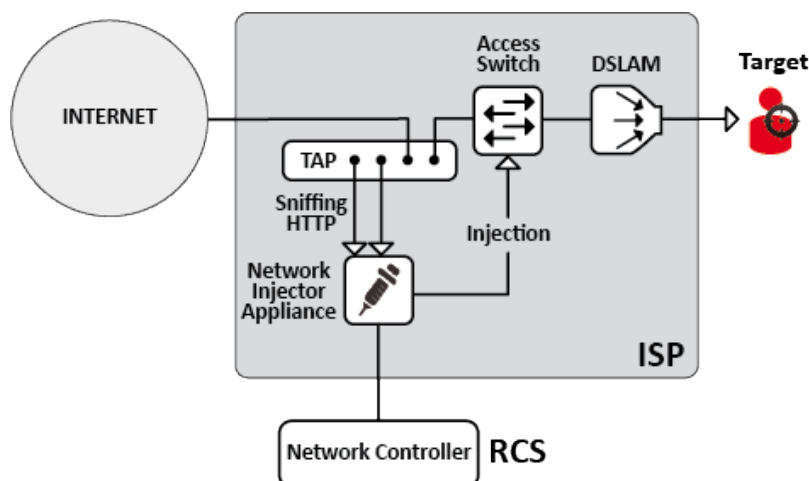 INTERNET
Access
Switch
DSLAM
Target
TAP
Sniffing
HTTP
Injection
Network
Injector
Appliance
ISP
Network Controller
RCS